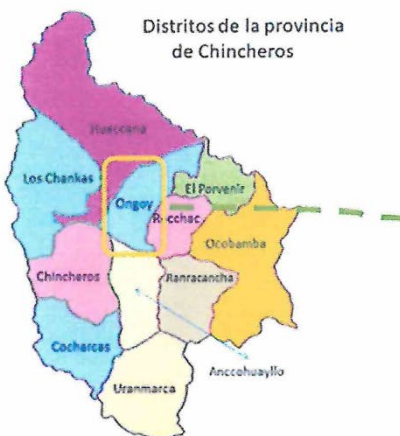 Distritos de la provincia
de Chincheros
Huaccana
Los Chankas
Ongoy
El Porvenir
Rocchac
Ocobamba
Chincheros
Ranracancha
Cocharcas
Anccohuayllo
Uranmarca